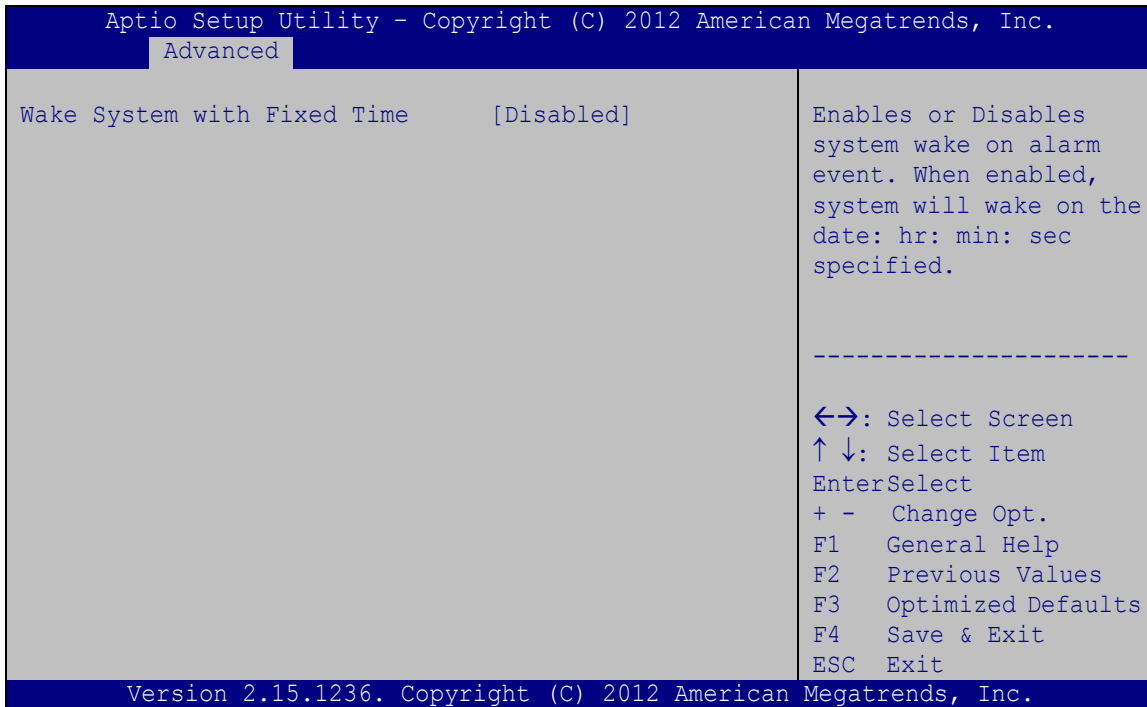 Aptio Setup Utility – Copyright (C) 2012 American Megatrends, Inc.
Advanced
Wake System with Fixed Time [Disabled]
Enables or Disables
system wake on alarm
event. When enabled,
system will wake on the
date: hr: min: sec
specified.
----------------------
←→: Select Screen
↑ ↓: Select Item
EnterSelect
+ - Change Opt.
F1 General Help
F2 Previous Values
F3 Optimized Defaults
F4 Save & Exit
ESC Exit
Version 2.15.1236. Copyright (C) 2012 American Megatrends, Inc.